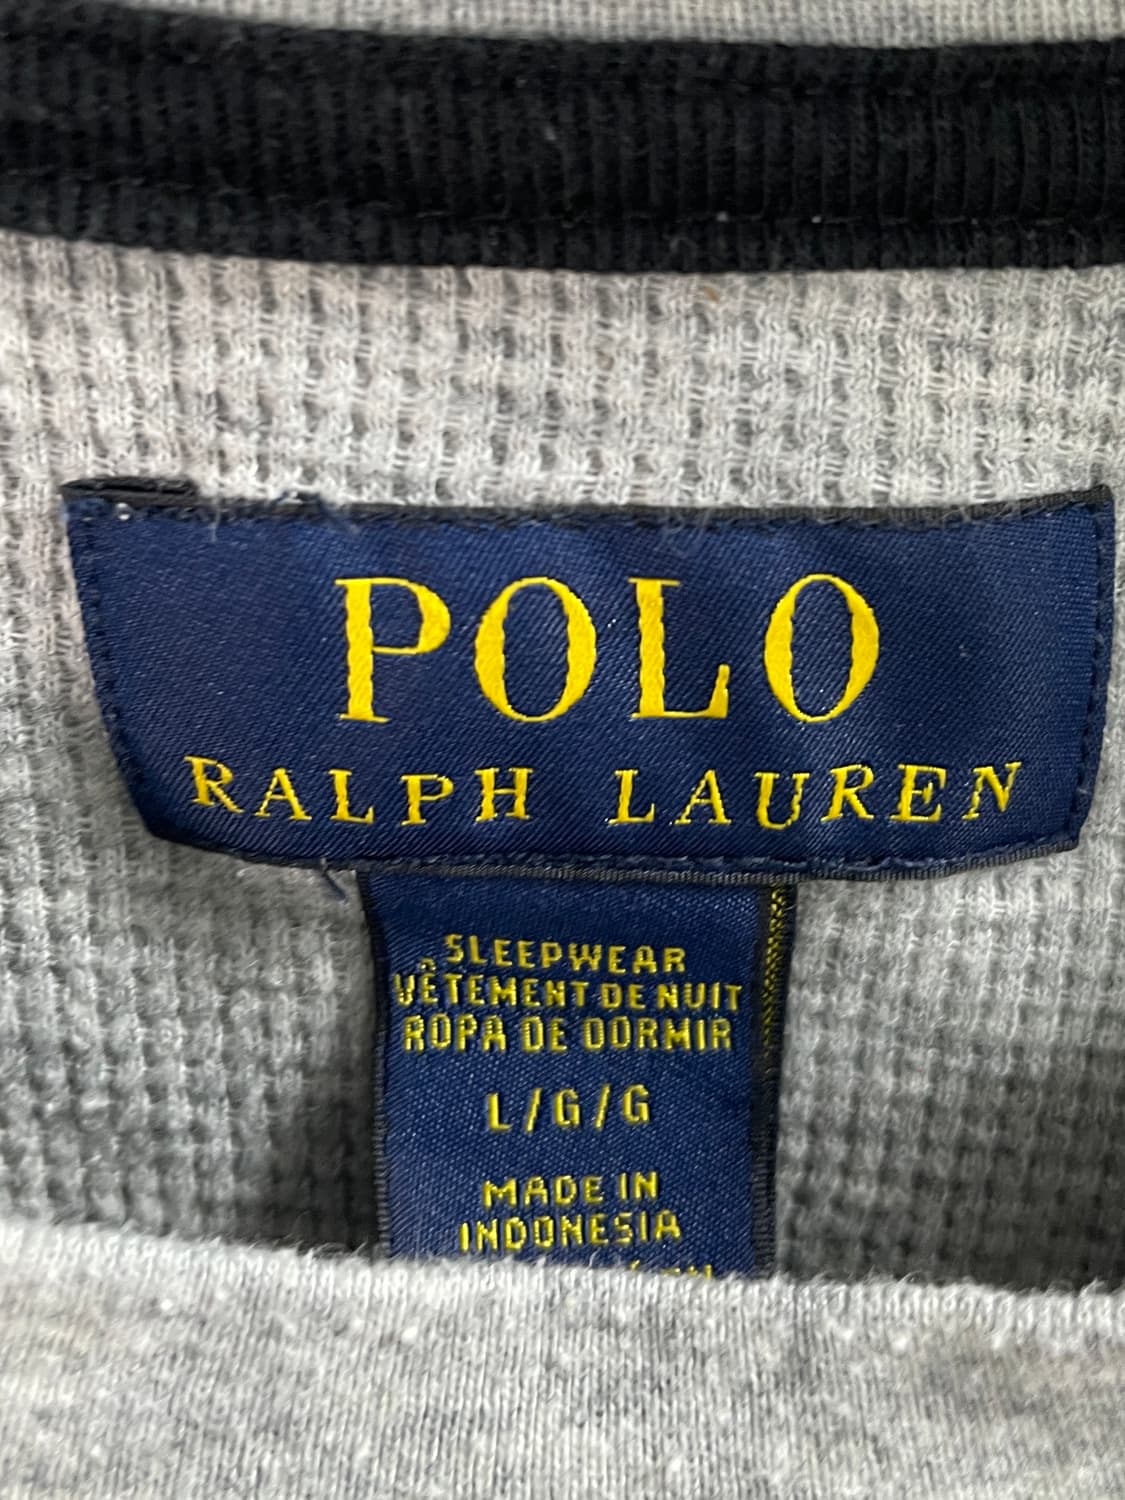 POLO
RALPH LAUREN
SLEEPWEAR
VÊTEMENT DE NUIT
ROPA DE DORMIR
L/G/G
MADE IN
INDONESIA